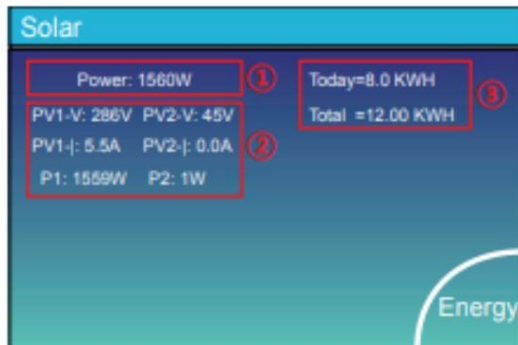 Solar
Power: 1560W ①
PV1-V: 286V PV2-V: 45V
PV1-|: 5.5A PV2-|: 0.0A ②
P1: 1559W P2: 1W
Today=8.0 KWH
Total =12.00 KWH ③
Energy